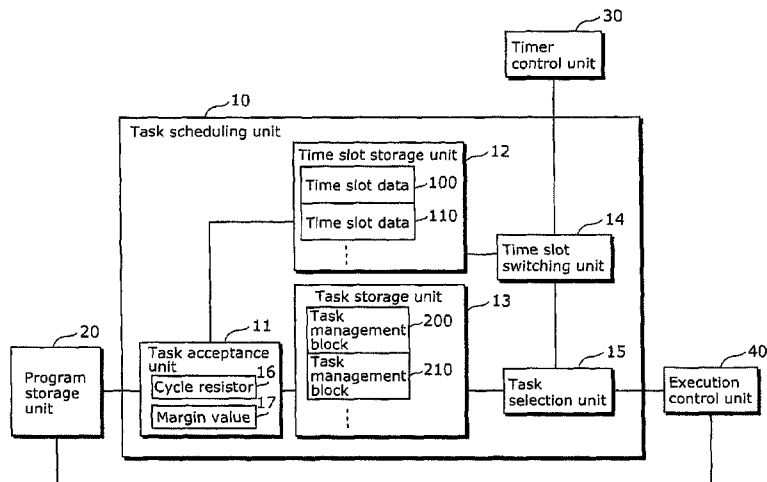 30
Timer
control unit
10
Task scheduling unit
Time slot storage unit
12
Time slot data
100
Time slot data
110
14
Time slot
switching unit
Task storage unit
13
Task
management
block
200
Task
management
block
210
20
Program
storage
unit
11
Task acceptance
unit
16
Cycle resistor
17
Margin value
15
Task
selection unit
40
Execution
control unit